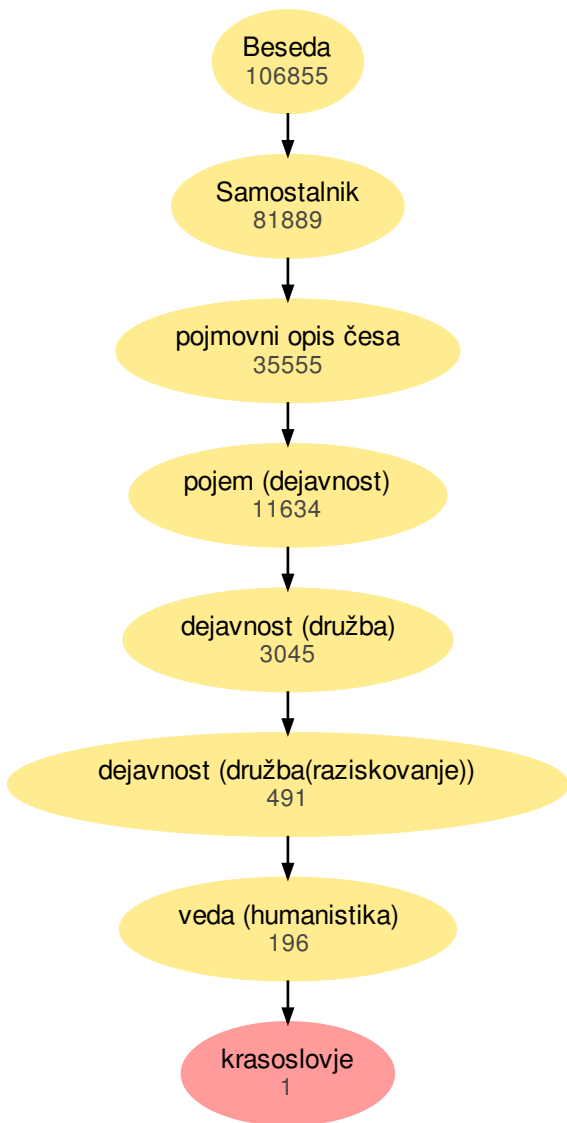 Beseda
106855
Samostalnik
81889
pojmovni opis česa
35555
pojem (dejavnost)
11634
dejavnost (družba)
3045
dejavnost (družba(raziskovanje))
491
veda (humanistika)
196
krasoslovje
1